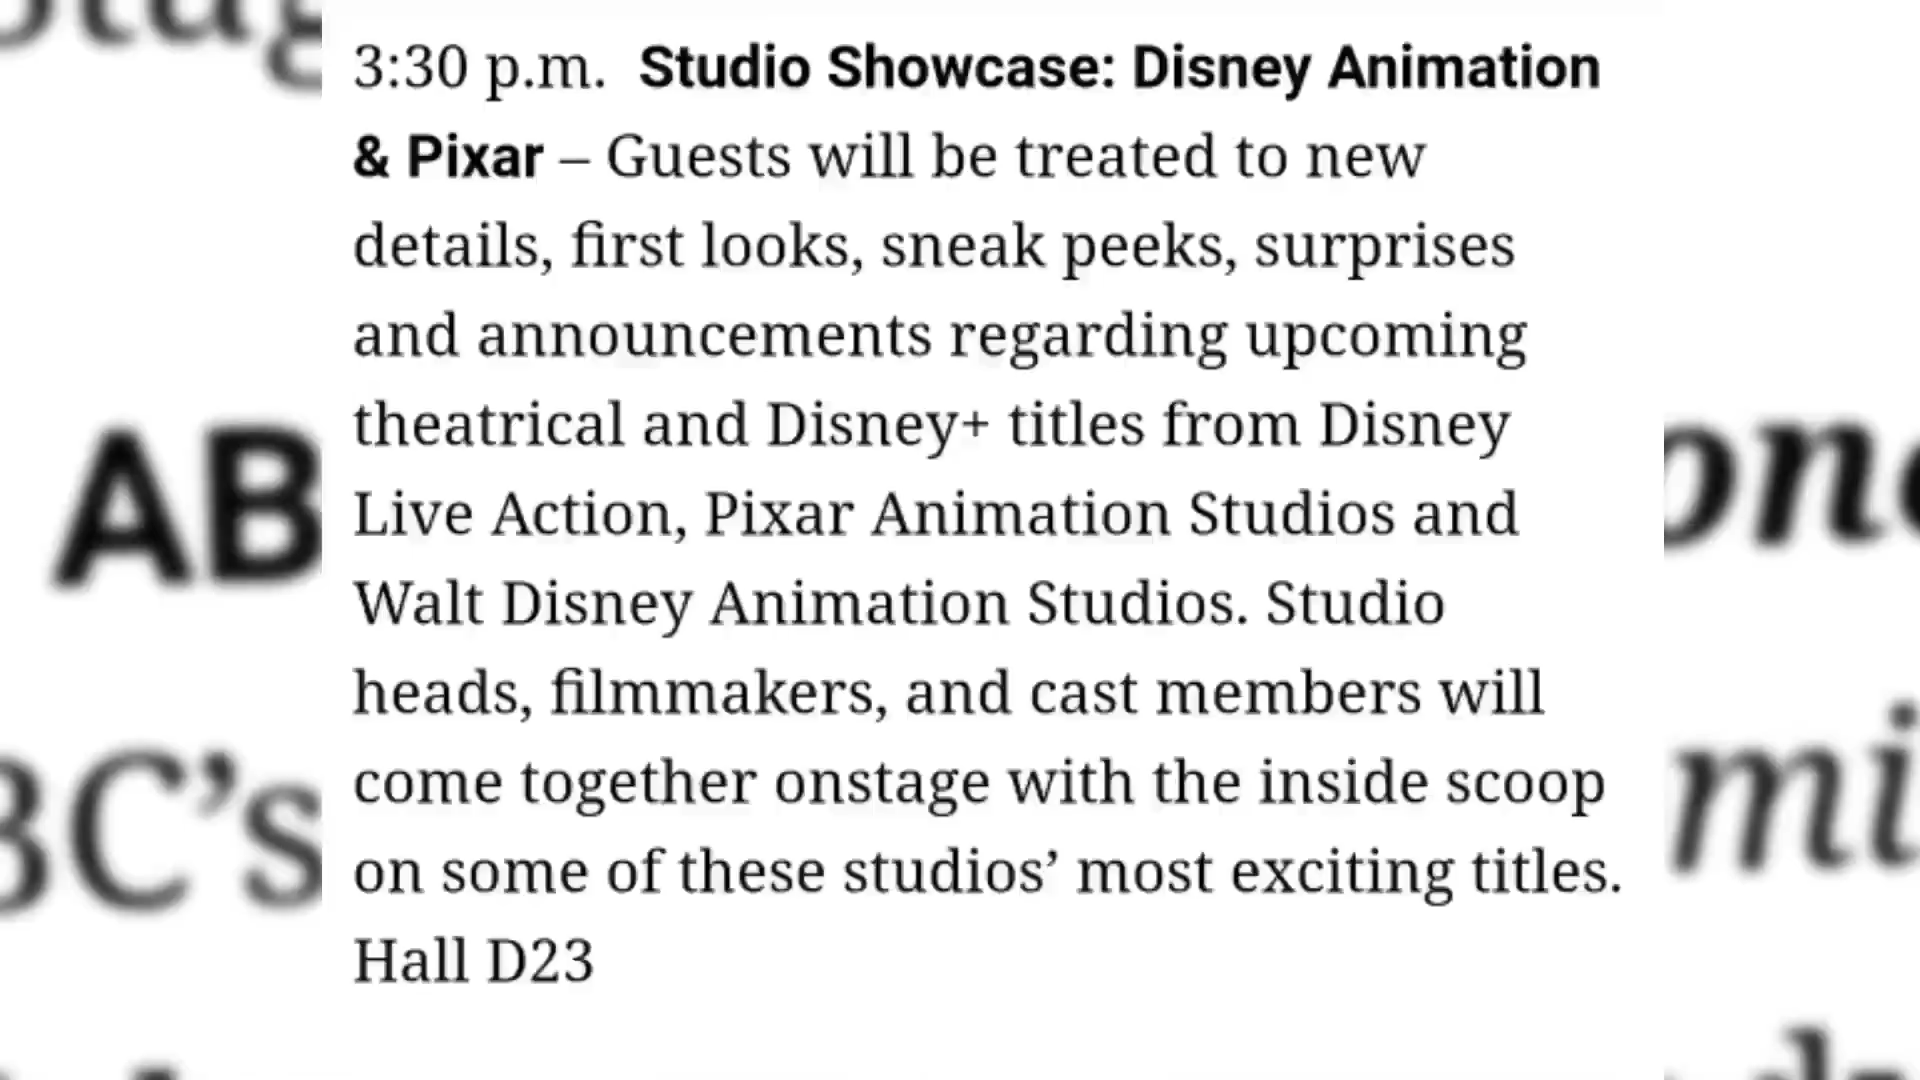 3:30 p.m. Studio Showcase: Disney Animation
& Pixar – Guests will be treated to new
details, first looks, sneak peeks, surprises
and announcements regarding upcoming
theatrical and Disney+ titles from Disney
Live Action, Pixar Animation Studios and
Walt Disney Animation Studios. Studio
heads, filmmakers, and cast members will
come together onstage with the inside scoop
on some of these studios’ most exciting titles.
Hall D23